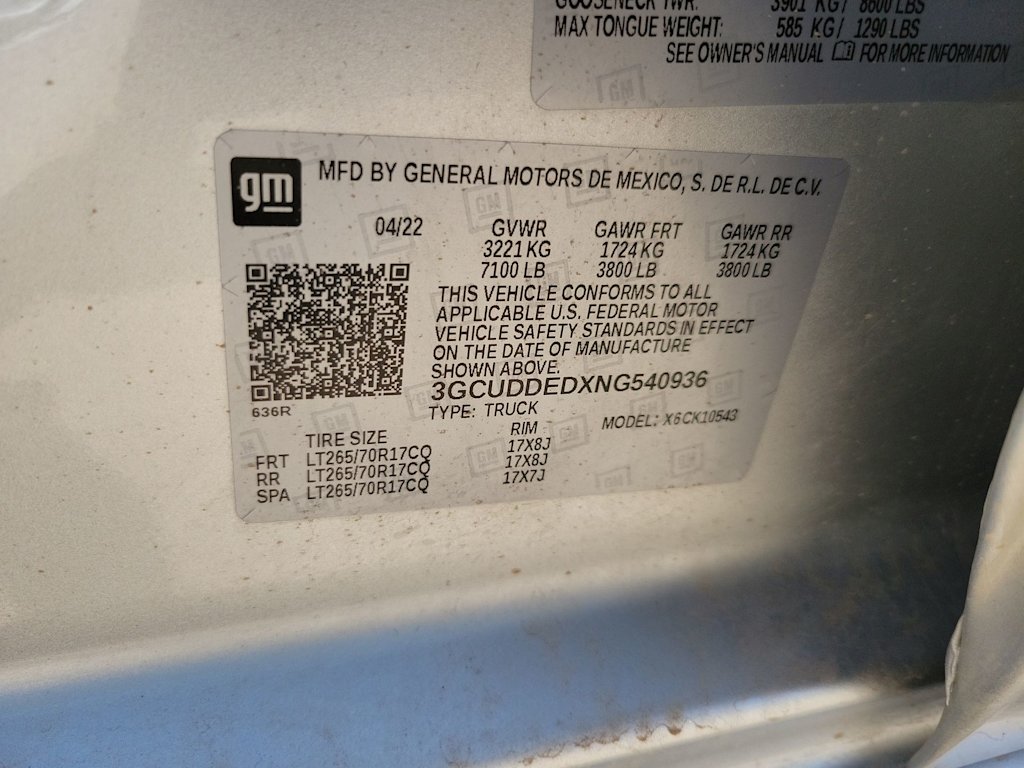 GOOSENECK TWR: 3901 KG / 8600 LBS
MAX TONGUE WEIGHT: 585 KG / 1290 LBS
SEE OWNER'S MANUAL FOR MORE INFORMATION
gm
MFD BY GENERAL MOTORS DE MEXICO, S. DE R.L. DE C.V.
04/22 GVWR GAWR FRT GAWR RR
3221 KG 1724 KG 1724 KG
7100 LB 3800 LB 3800 LB
THIS VEHICLE CONFORMS TO ALL
APPLICABLE U.S. FEDERAL MOTOR
VEHICLE SAFETY STANDARDS IN EFFECT
ON THE DATE OF MANUFACTURE
SHOWN ABOVE.
3GCUDDEDXNG540936
636R
TYPE: TRUCK MODEL: X6CK10543
TIRE SIZE RIM
FRT LT265/70R17CQ 17X8J
RR LT265/70R17CQ 17X8J
SPA LT265/70R17CQ 17X7J